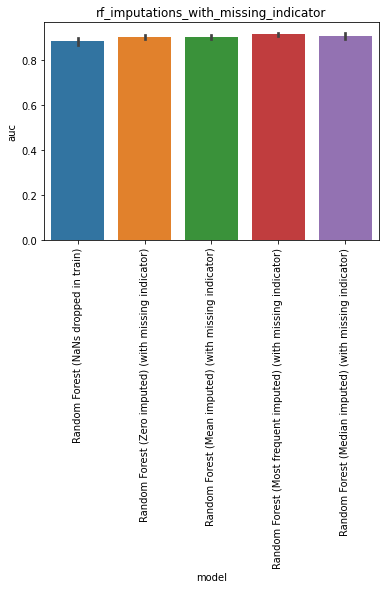 rf_imputations_with_missing_indicator
auc
0.8
0.6
0.4
0.2
0.0
Random Forest (NaNs dropped in train)
Random Forest (Zero imputed) (with missing indicator)
Random Forest (Mean imputed) (with missing indicator)
Random Forest (Most frequent imputed) (with missing indicator)
Random Forest (Median imputed) (with missing indicator)
model